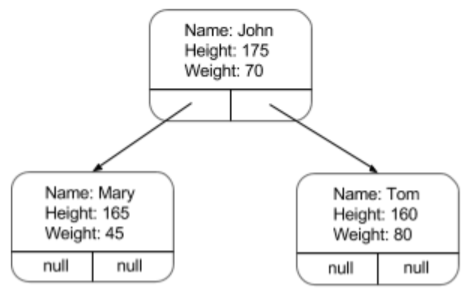 Name: John
Height: 175
Weight: 70
Name: Mary
Height: 165
Weight: 45
null null
Name: Tom
Height: 160
Weight: 80
null null